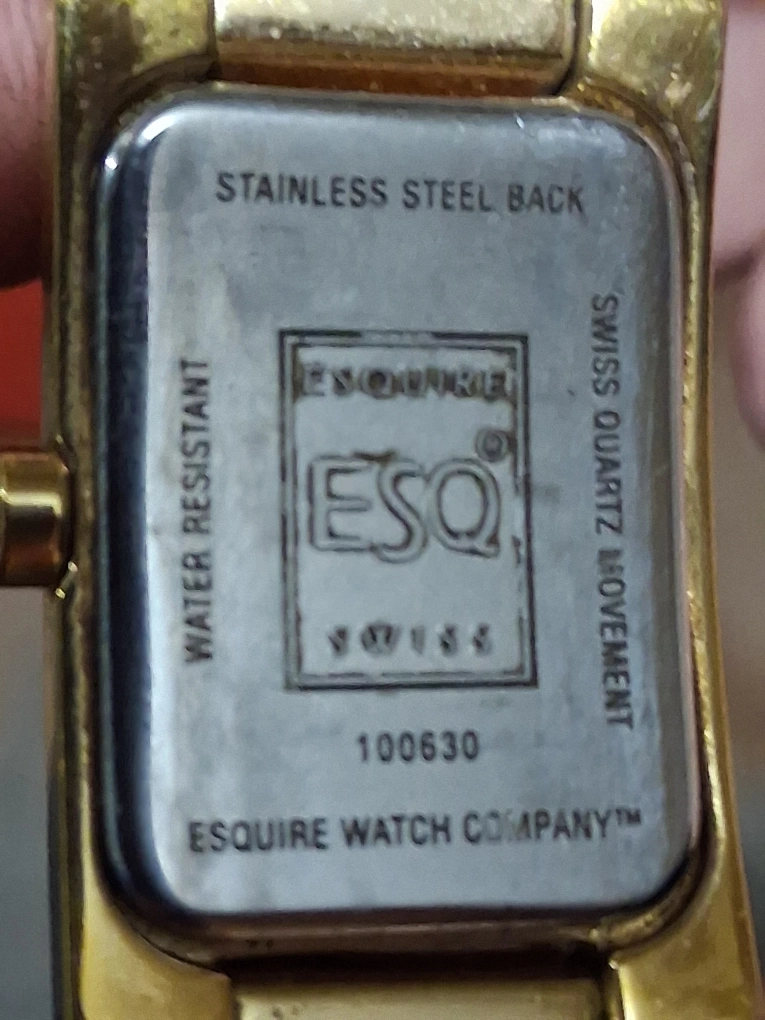 STAINLESS STEEL BACK
WATER RESISTANT
ESQUIRE
ESQ®
SWISS
SWISS QUARTZ MOVEMENT
100630
ESQUIRE WATCH COMPANY™